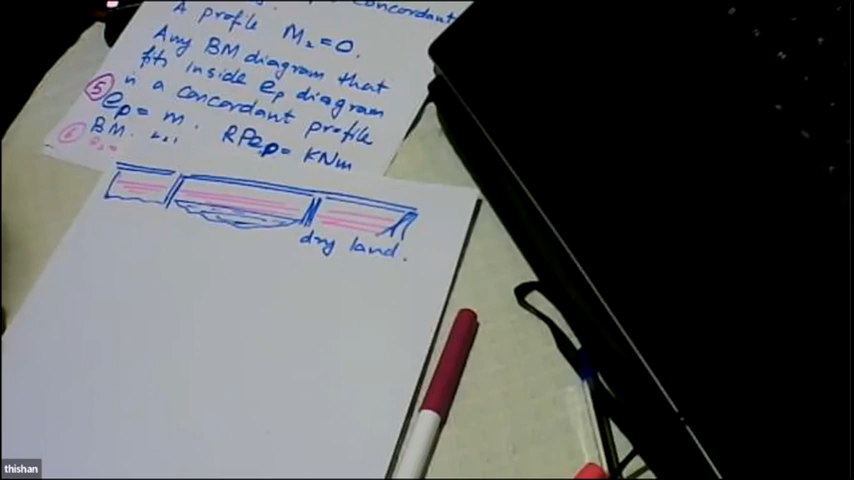 concordant
A profile M₂ = 0.
Any BM diagram that
fits inside ep diagram
is a concordant profile
⑤ ep = m. RPep = KNm
⑥ BM.
dry land.
thishan